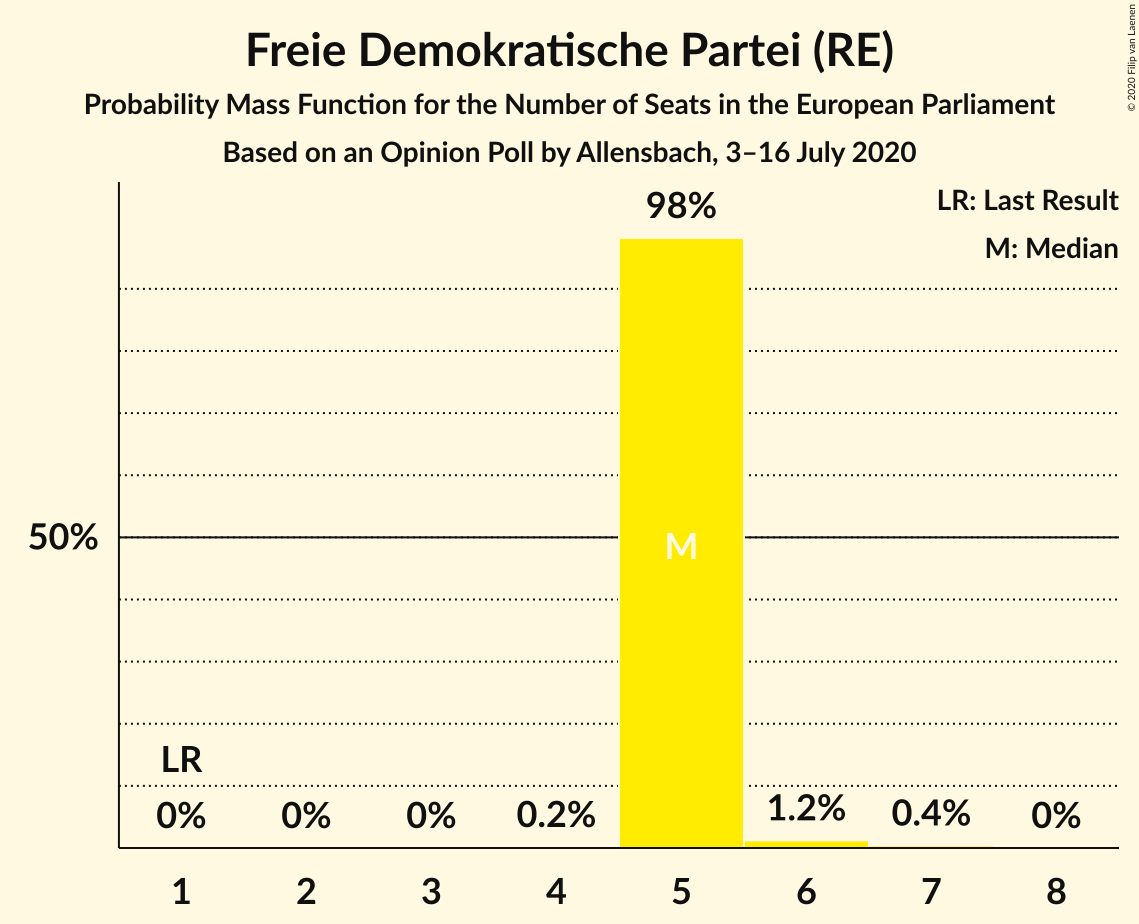 Freie Demokratische Partei (RE)
Probability Mass Function for the Number of Seats in the European Parliament
Based on an Opinion Poll by Allensbach, 3–16 July 2020
© 2020 Filip van Laenen
LR: Last Result
M: Median
98%
50%
M
LR
0%
0%
0%
0.2%
1.2%
0.4%
0%
1
2
3
4
5
6
7
8